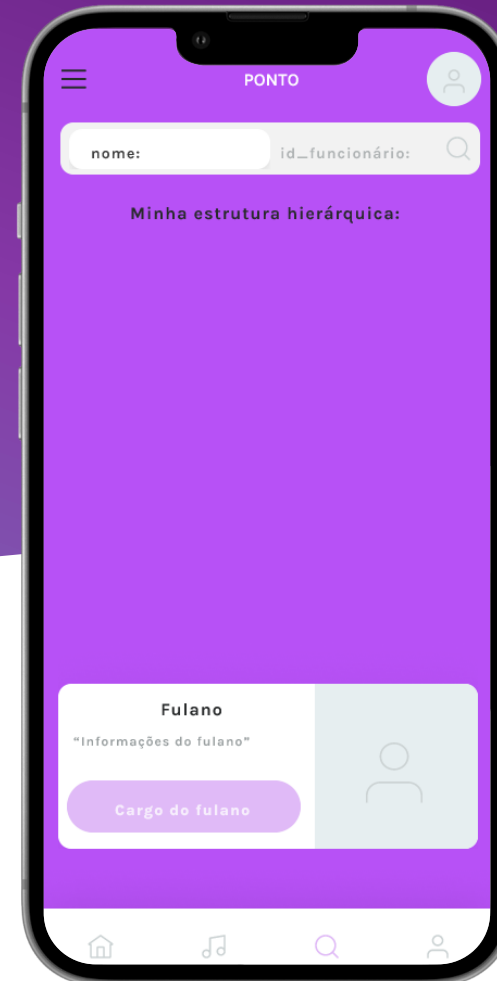 PONTO
nome: id_funcionário:
Minha estrutura hierárquica:
Fulano
“Informações do fulano”
Cargo do fulano